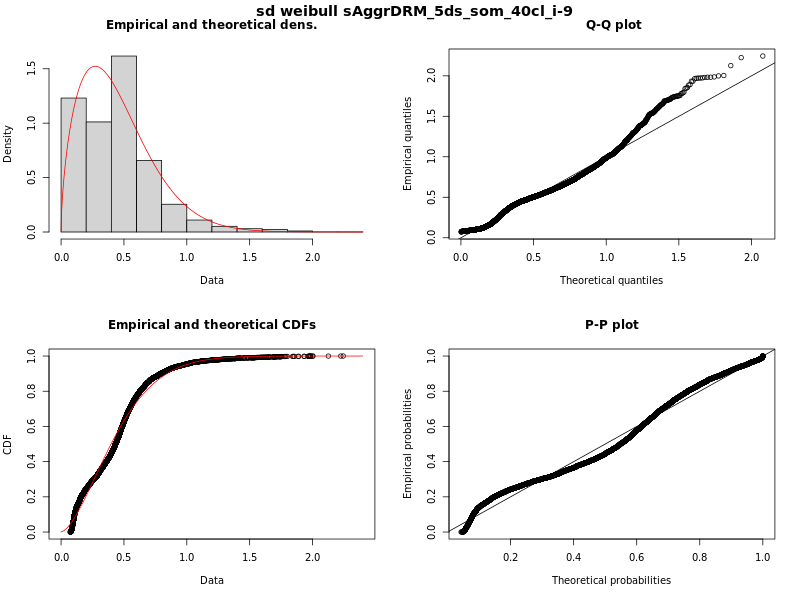 sd weibull sAggrDRM_5ds_som_40cl_i-9
Empirical and theoretical dens.
Density
0.0 0.5 1.0 1.5
0.0 0.5 1.0 1.5 2.0
Data
Q-Q plot
Empirical quantiles
0.0 0.5 1.0 1.5 2.0
0.0 0.5 1.0 1.5 2.0
Theoretical quantiles
Empirical and theoretical CDFs
CDF
0.0 0.2 0.4 0.6 0.8 1.0
0.0 0.5 1.0 1.5 2.0
Data
P-P plot
Empirical probabilities
0.0 0.2 0.4 0.6 0.8 1.0
0.2 0.4 0.6 0.8 1.0
Theoretical probabilities